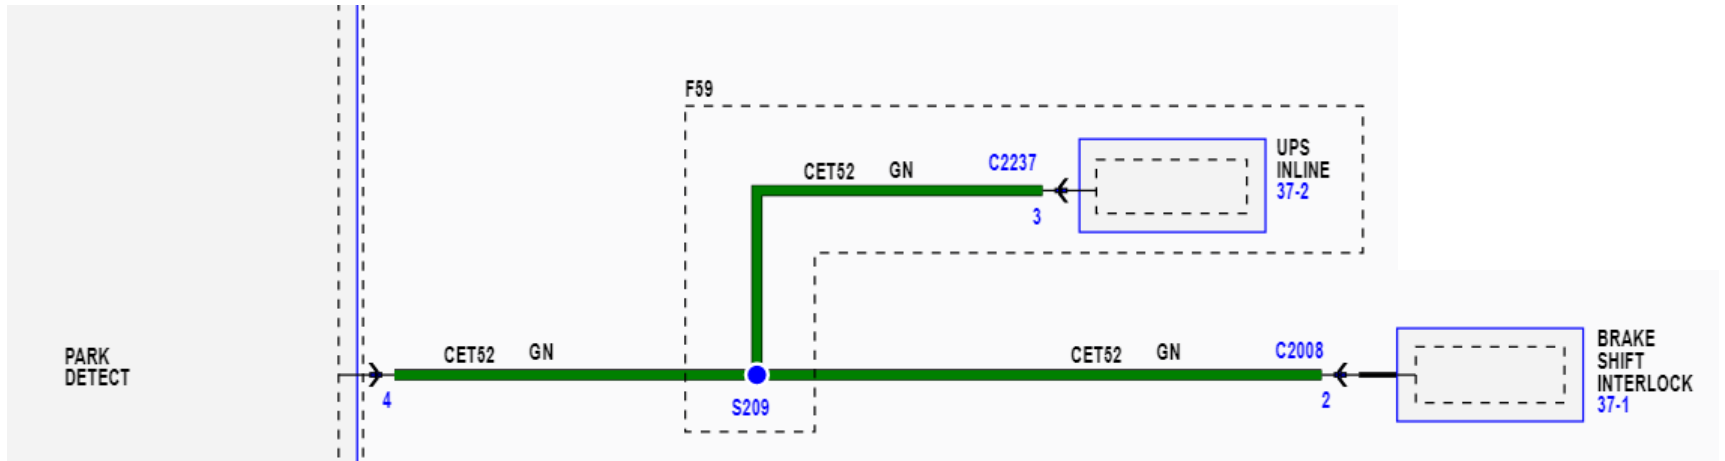 F59
UPS
INLINE
37-2
C2237
CET52 GN
3
PARK
DETECT
4
CET52 GN
S209
CET52 GN
C2008
2
BRAKE
SHIFT
INTERLOCK
37-1